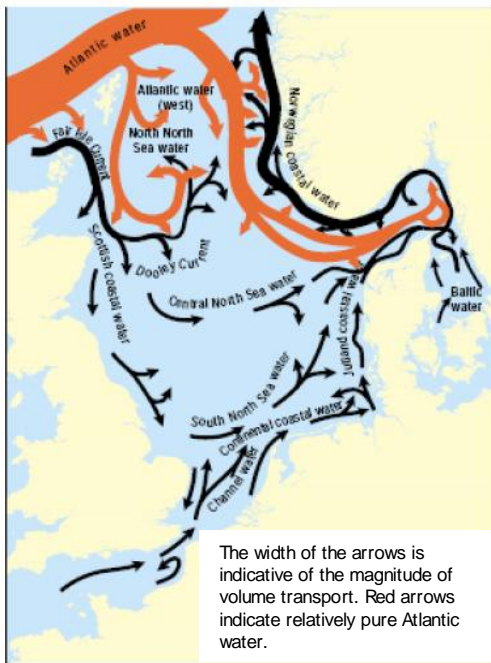 Atlantic water
Atlantic water
(west)
North North
Sea water
Fair Isle Current
Norwegian coastal water
Scottish coastal water
Dooley Current
Central North Sea water
Baltic
water
Jutland coastal water
South North Sea water
Continental coastal water
Channel water
The width of the arrows is
indicative of the magnitude of
volume transport. Red arrows
indicate relatively pure Atlantic
water.